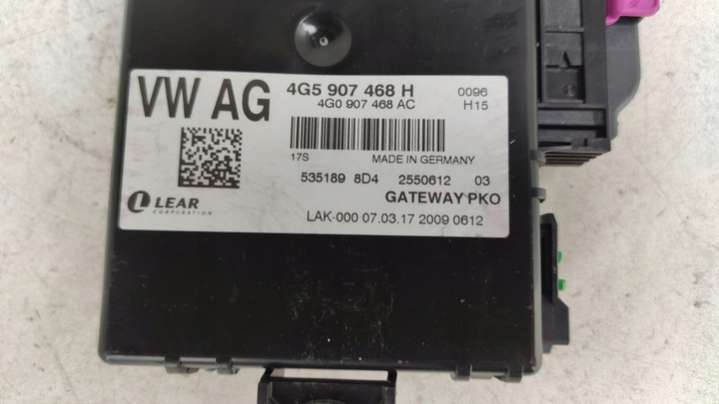 VW AG
4G5 907 468 H 0096
4G0 907 468 AC H15
17S MADE IN GERMANY
535189 8D4 2550612 03
GATEWAY PKO
LEAR
CORPORATION
LAK-000 07.03.17 2009 0612